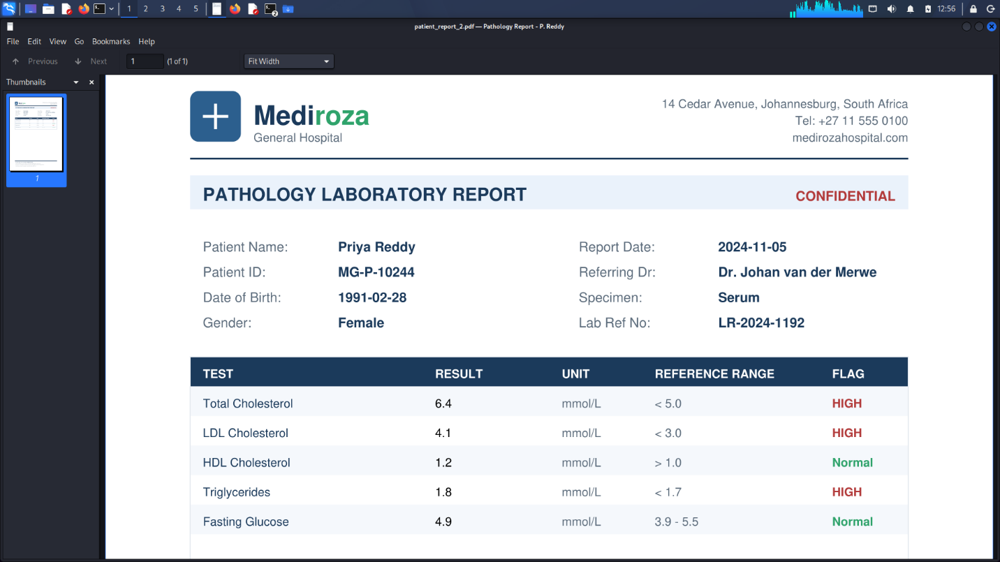 1 2 3 4 5 2 12:56
patient_report_2.pdf — Pathology Report - P. Reddy
File Edit View Go Bookmarks Help
Previous Next 1 (1 of 1) Fit Width
Thumbnails
1
Mediroza
General Hospital
14 Cedar Avenue, Johannesburg, South Africa
Tel: +27 11 555 0100
medirozahospital.com
PATHOLOGY LABORATORY REPORT CONFIDENTIAL
Patient Name: Priya Reddy Report Date: 2024-11-05
Patient ID: MG-P-10244 Referring Dr: Dr. Johan van der Merwe
Date of Birth: 1991-02-28 Specimen: Serum
Gender: Female Lab Ref No: LR-2024-1192
TEST RESULT UNIT REFERENCE RANGE FLAG
Total Cholesterol 6.4 mmol/L < 5.0 HIGH
LDL Cholesterol 4.1 mmol/L < 3.0 HIGH
HDL Cholesterol 1.2 mmol/L > 1.0 Normal
Triglycerides 1.8 mmol/L < 1.7 HIGH
Fasting Glucose 4.9 mmol/L 3.9 - 5.5 Normal